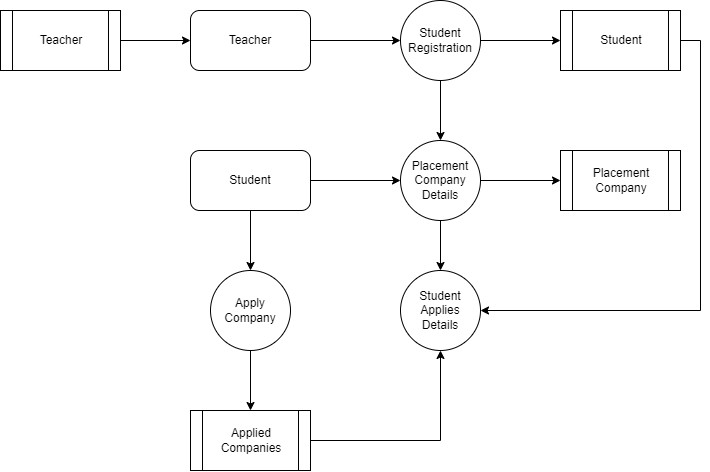 Teacher
Teacher
Student
Registration
Student
Student
Placement
Company
Details
Placement
Company
Apply
Company
Student
Applies
Details
Applied
Companies